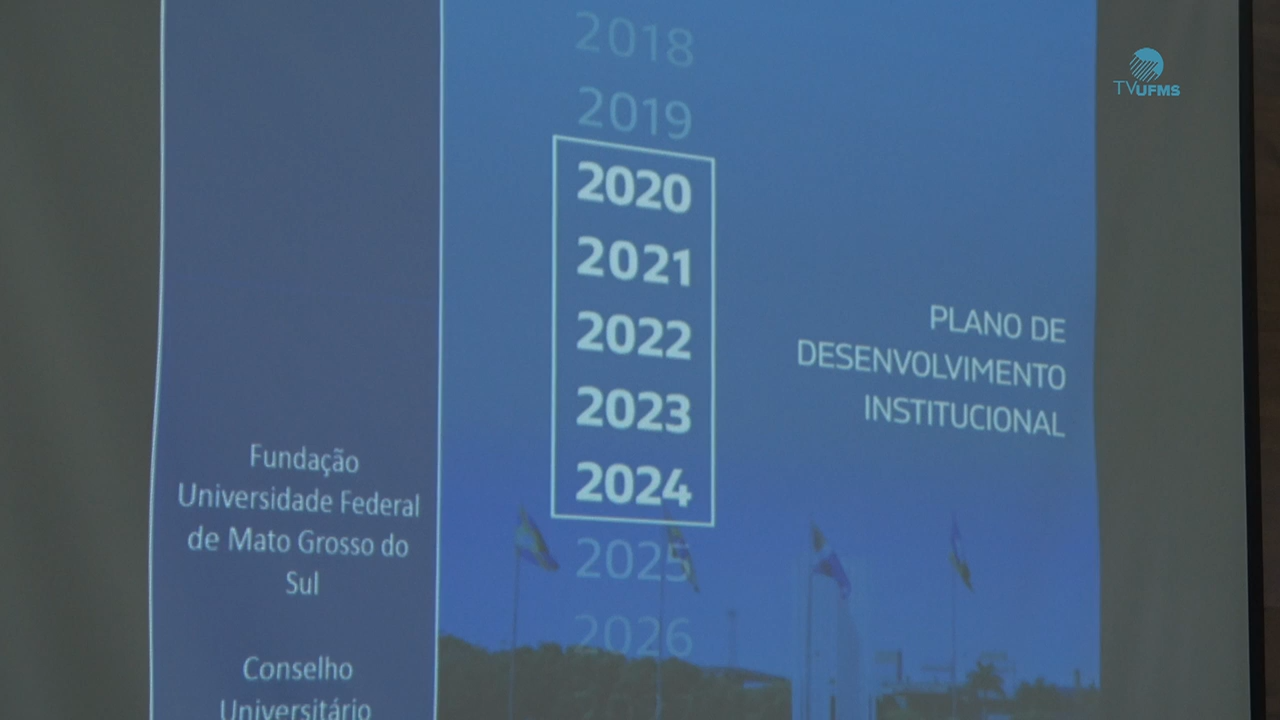 2018
2019
2020
2021
2022
2023
2024
2025
2026
PLANO DE
DESENVOLVIMENTO
INSTITUCIONAL
Fundação
Universidade Federal
de Mato Grosso do
Sul
Conselho
Universitário
TVUFMS